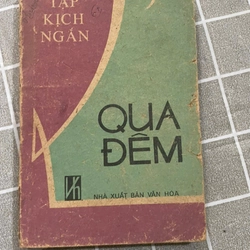 TẬP
KỊCH
NGẮN
QUA
ĐÊM
NHÀ XUẤT BẢN VĂN HÓA